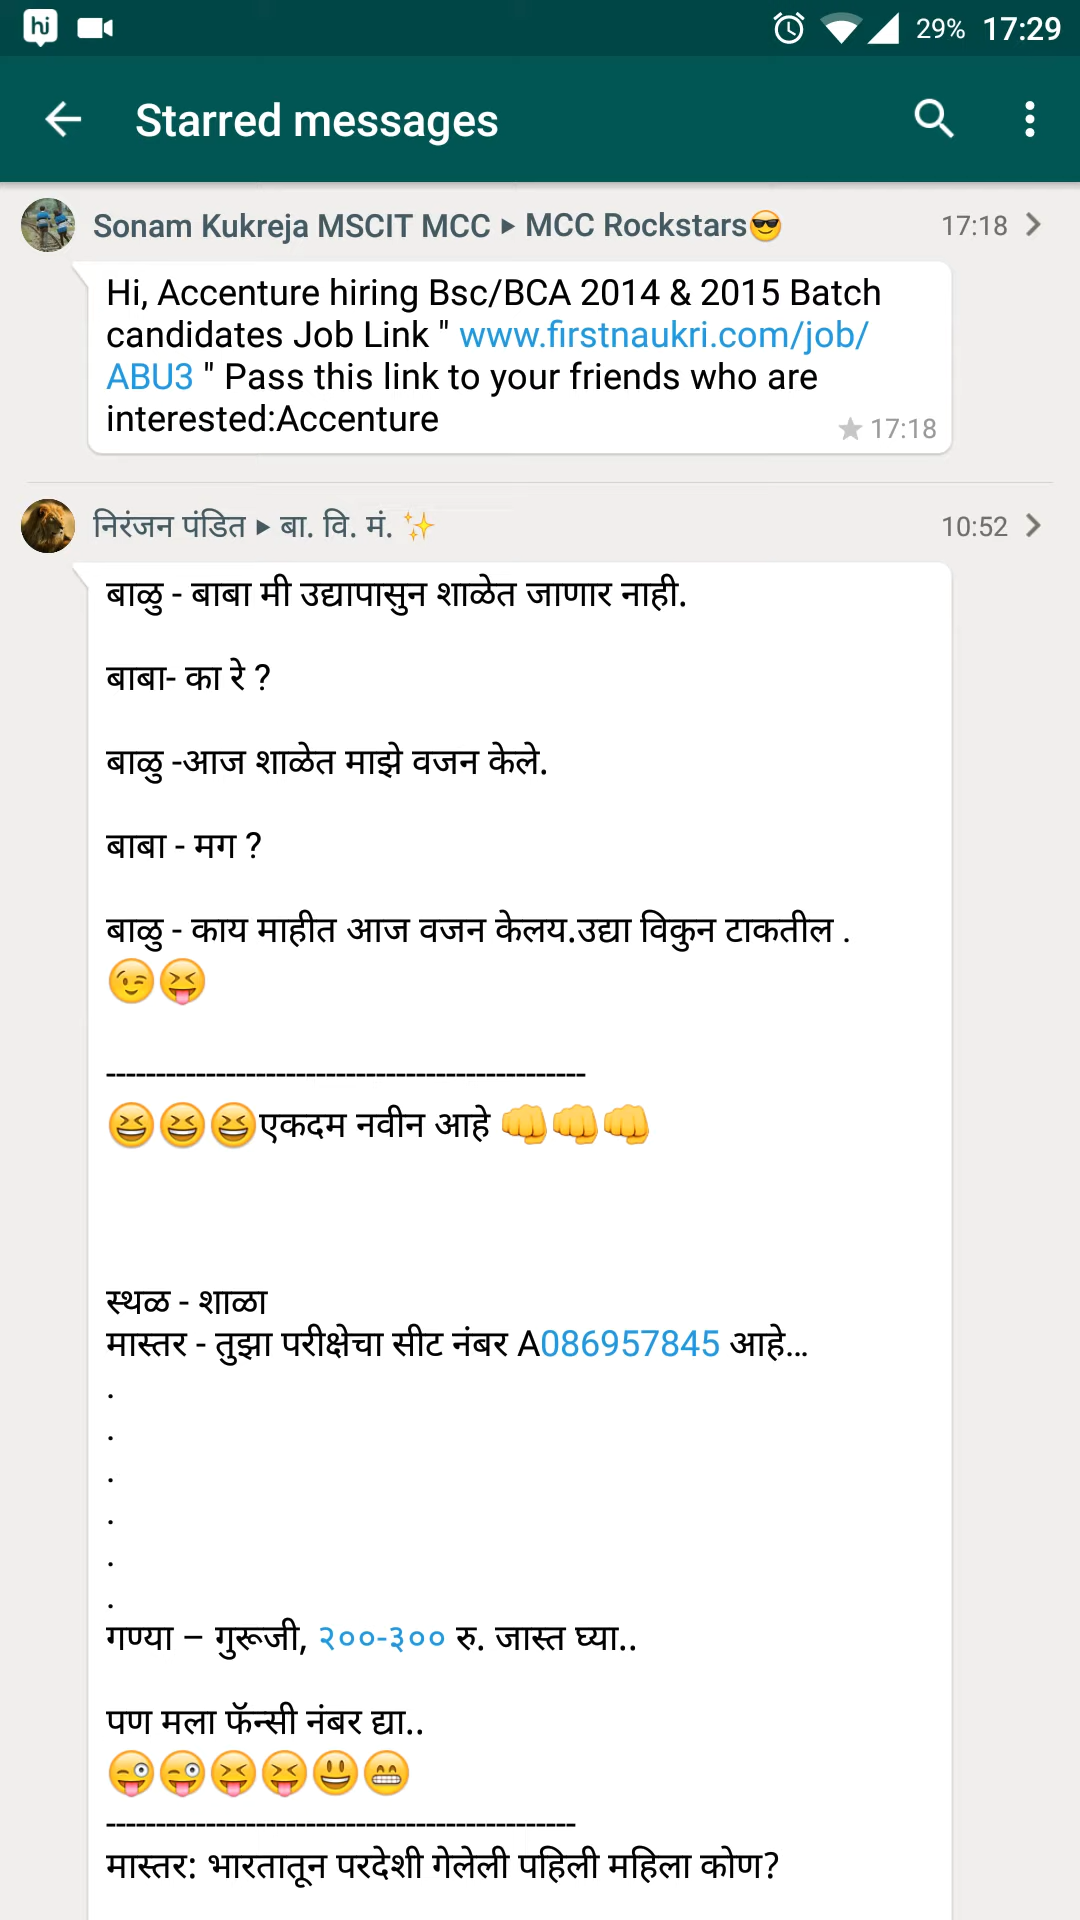 hi 29% 17:29
Starred messages
Sonam Kukreja MSCIT MCC ▸ MCC Rockstars😎 17:18
Hi, Accenture hiring Bsc/BCA 2014 & 2015 Batch
candidates Job Link " www.firstnaukri.com/job/
ABU3 " Pass this link to your friends who are
interested:Accenture
★ 17:18
निरंजन पंडित ▸ बा. वि. मं. ✨ 10:52
बाळु - बाबा मी उद्यापासुन शाळेत जाणार नाही.
बाबा- का रे ?
बाळु -आज शाळेत माझे वजन केले.
बाबा - मग ?
बाळु - काय माहीत आज वजन केलय.उद्या विकुन टाकतील .
😉😝
------------------------------------------------
😆😆😆एकदम नवीन आहे 👊👊👊
स्थळ - शाळा
मास्तर - तुझा परीक्षेचा सीट नंबर A086957845 आहे...
.
.
.
.
.
.
गण्या – गुरूजी, २००-३०० रु. जास्त घ्या..
पण मला फॅन्सी नंबर द्या..
😜😜😝😝😃😁
-----------------------------------------------
मास्तर: भारतातून परदेशी गेलेली पहिली महिला कोण?